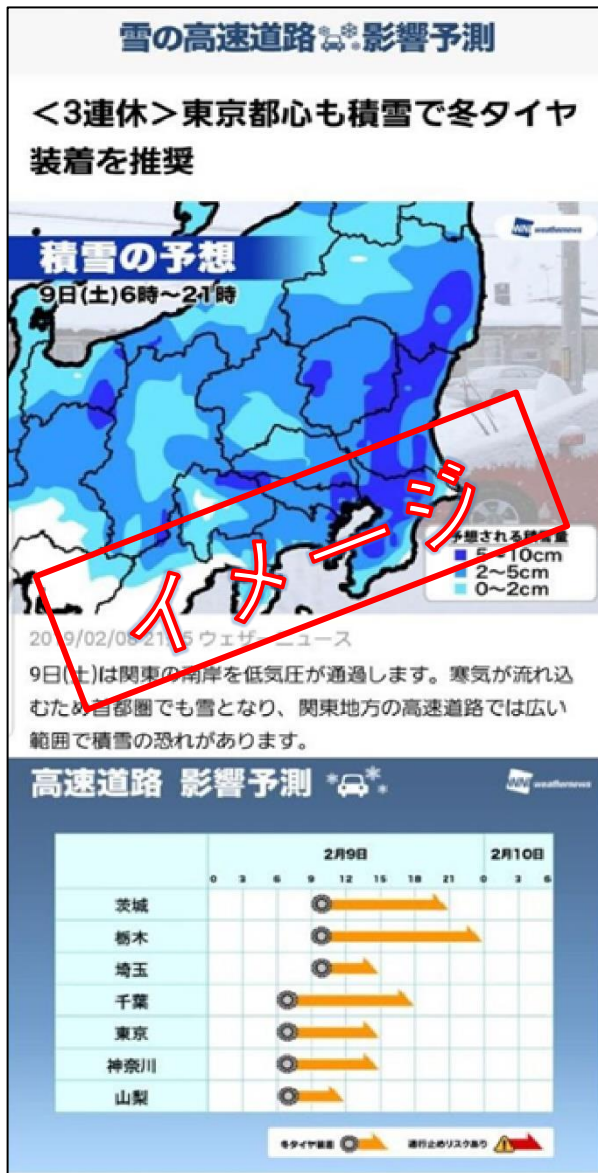 雪の高速道路 影響予測
＜3連休＞東京都心も積雪で冬タイヤ
装着を推奨
weathernews
積雪の予想
9日(土)6時～21時
イメージ
予想される積雪量
5～10cm
2～5cm
0～2cm
2019/02/08 21: 5 ウェザーニュース
9日(土)は関東の南岸を低気圧が通過します。寒気が流れ込
むため首都圏でも雪となり、関東地方の高速道路では広い
範囲で積雪の恐れがあります。
高速道路 影響予測
weathernews
2月9日 2月10日
0 3 6 9 12 15 18 21 0 3 6
茨城
栃木
埼玉
千葉
東京
神奈川
山梨
冬タイヤ装着 通行止めリスクあり